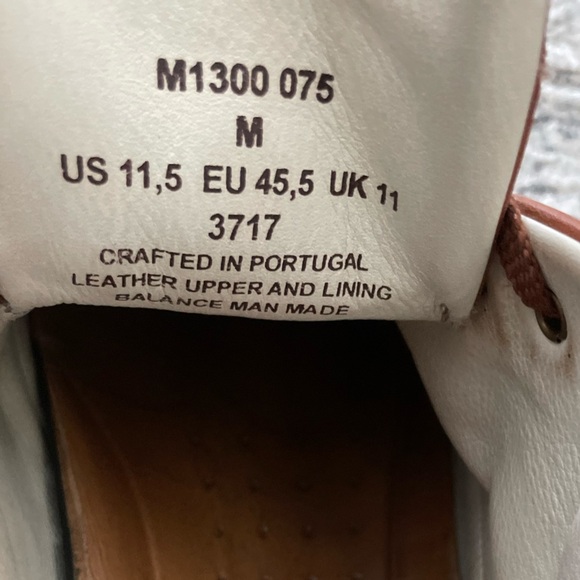 M1300 075
M
US 11,5 EU 45,5 UK 11
3717
CRAFTED IN PORTUGAL
LEATHER UPPER AND LINING
BALANCE MAN MADE